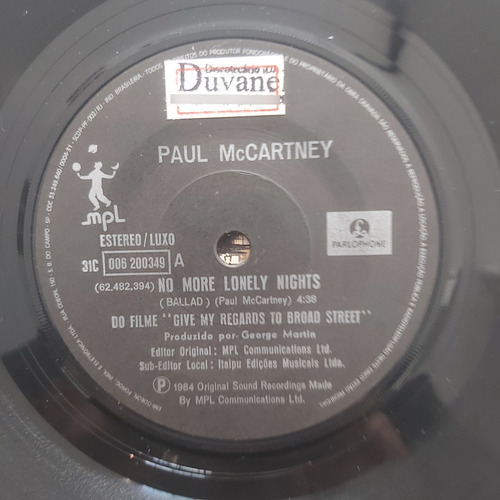 Discotecário (DJ)
Duvane
PAUL McCARTNEY
MPL
PARLOPHONE
ESTEREO/LUXO
31C 006 200349 A
(62.482.394) NO MORE LONELY NIGHTS
(BALLAD) (Paul McCartney) 4:38
DO FILME "GIVE MY REGARDS TO BROAD STREET"
Produzido por George Martin
Editor Original: MPL Communications Ltd.
Sub-Editor Local: Itaipu Edições Musicais Ltda.
Ⓟ 1984 Original Sound Recordings Made
By MPL Communications Ltd.